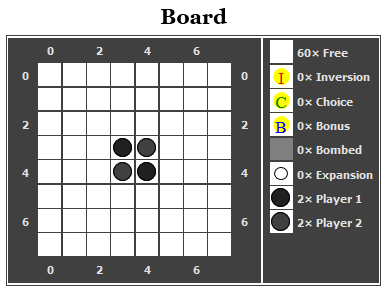 Board
0 2 4 6
60× Free
0 0
I 0× Inversion
C 0× Choice
2 2
B 0× Bonus
0× Bombed
4 4
0× Expansion
2× Player 1
6 6
2× Player 2
0 2 4 6